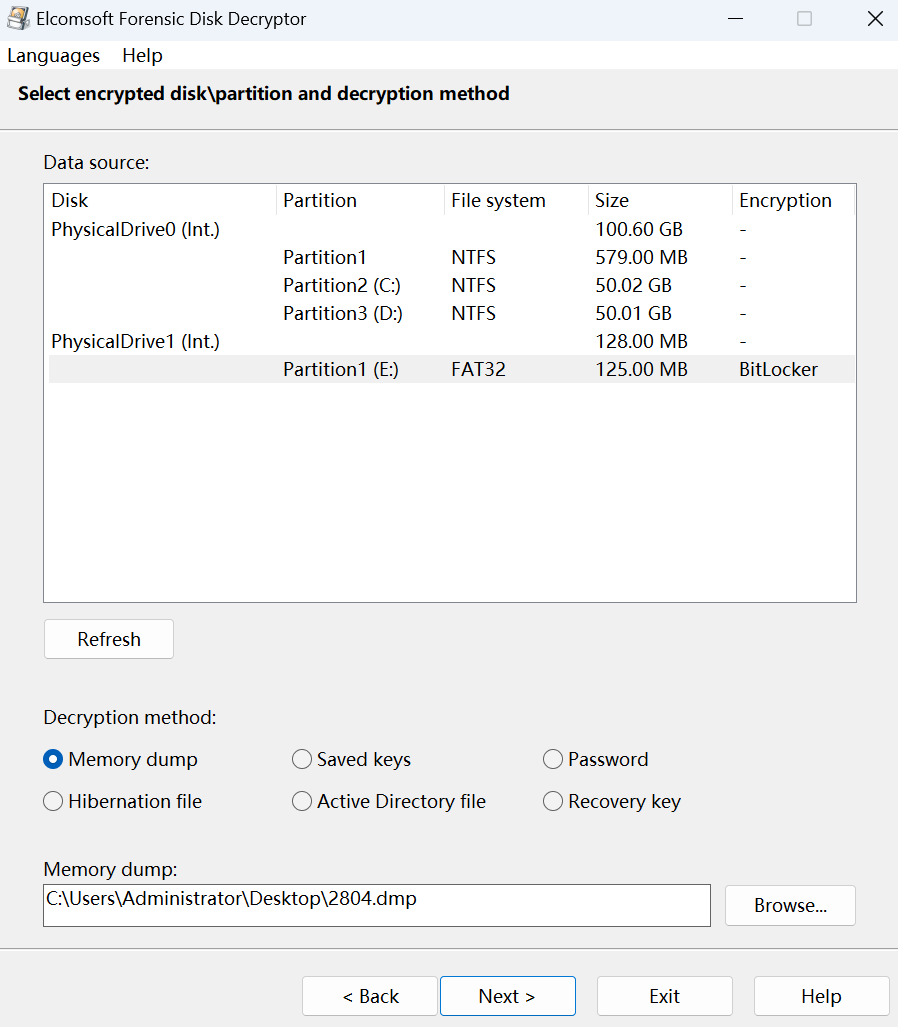 Elcomsoft Forensic Disk Decryptor
Languages Help
Select encrypted disk\partition and decryption method
Data source:
Disk Partition File system Size Encryption
PhysicalDrive0 (Int.) 100.60 GB -
Partition1 NTFS 579.00 MB -
Partition2 (C:) NTFS 50.02 GB -
Partition3 (D:) NTFS 50.01 GB -
PhysicalDrive1 (Int.) 128.00 MB -
Partition1 (E:) FAT32 125.00 MB BitLocker
Refresh
Decryption method:
Memory dump Saved keys Password
Hibernation file Active Directory file Recovery key
Memory dump:
C:\Users\Administrator\Desktop\2804.dmp Browse...
< Back Next > Exit Help